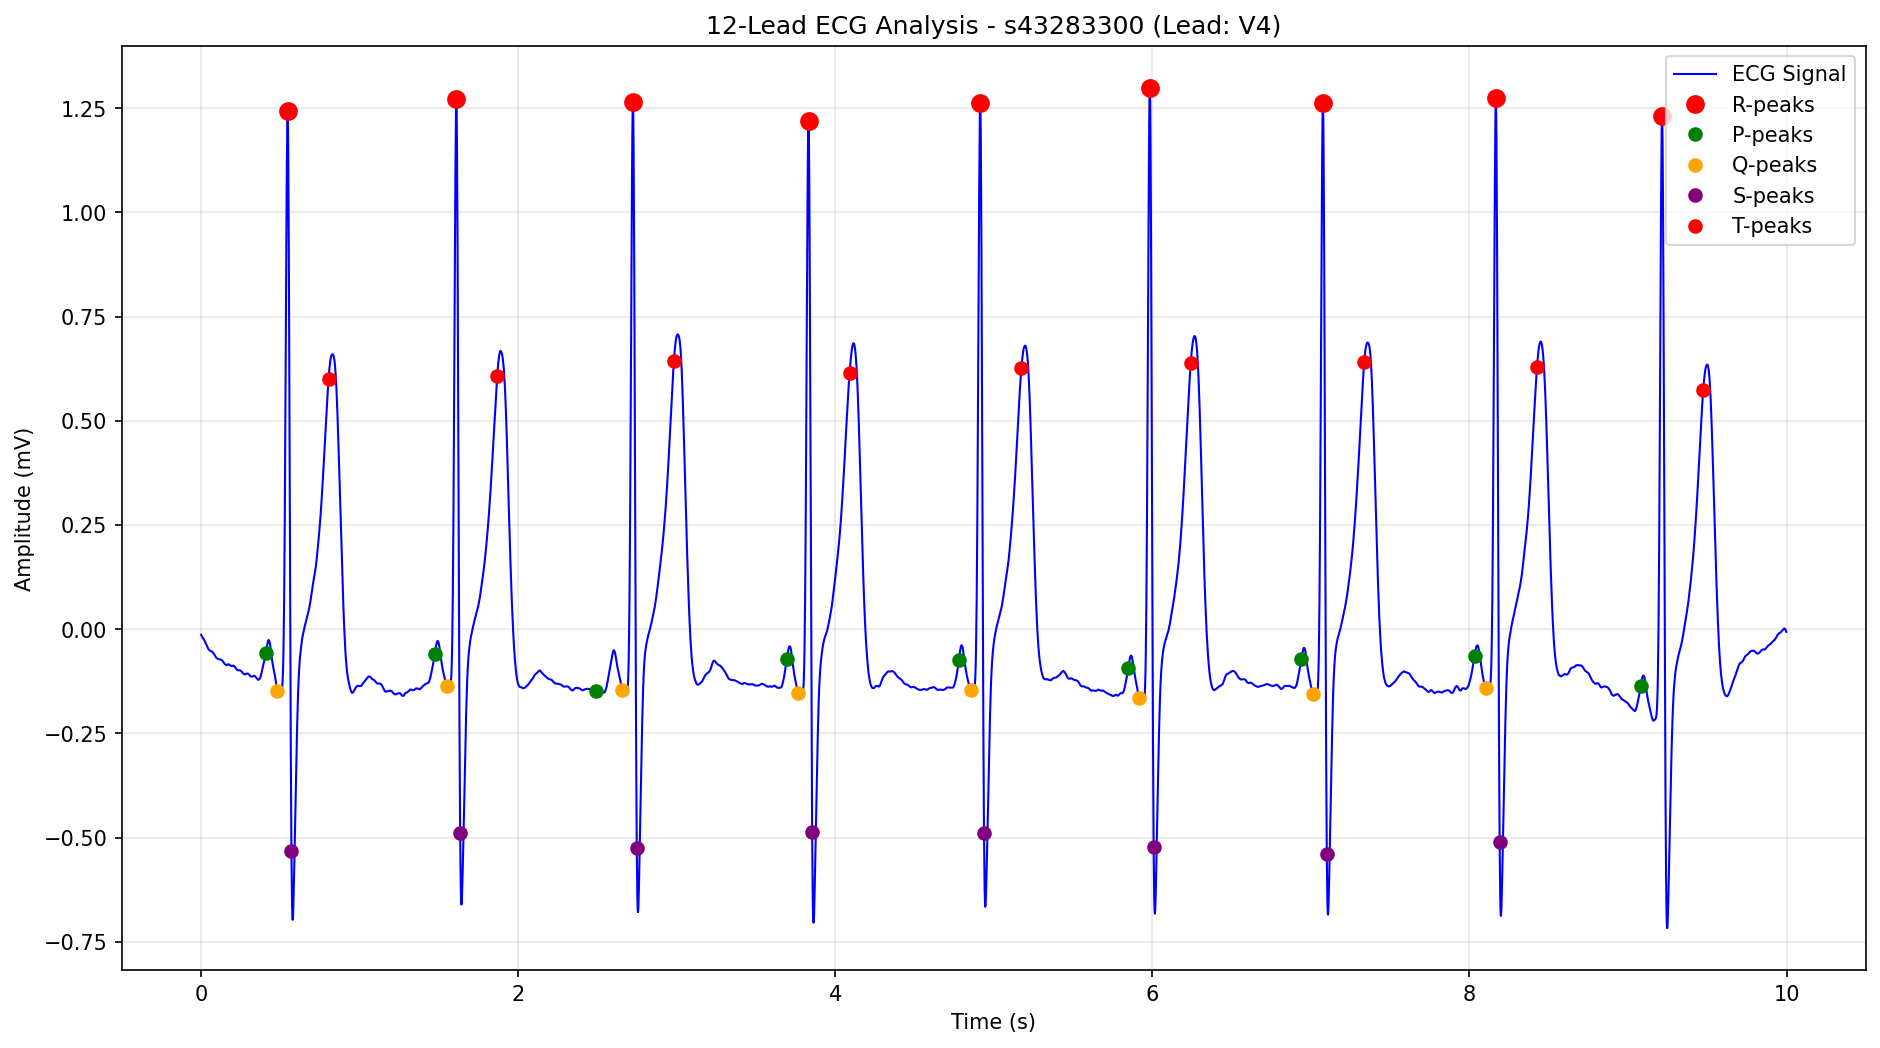 12-Lead ECG Analysis - s43283300 (Lead: V4)
ECG Signal
R-peaks
P-peaks
Q-peaks
S-peaks
T-peaks
1.25
1.00
0.75
0.50
0.25
0.00
−0.25
−0.50
−0.75
Amplitude (mV)
0 2 4 6 8 10
Time (s)